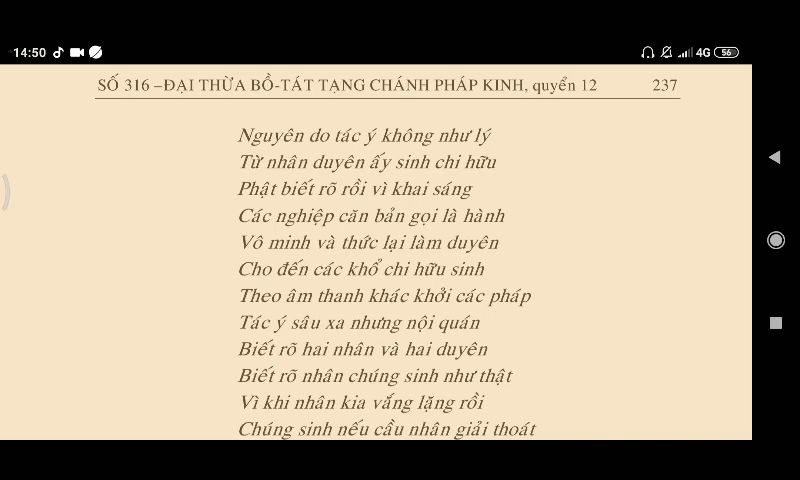 14:50
4G 56
SỐ 316 –ĐẠI THỪA BỒ-TÁT TẠNG CHÁNH PHÁP KINH, quyển 12 237
Nguyên do tác ý không như lý
Từ nhân duyên ấy sinh chi hữu
Phật biết rõ rồi vì khai sáng
Các nghiệp căn bản gọi là hành
Vô minh và thức lại làm duyên
Cho đến các khổ chi hữu sinh
Theo âm thanh khác khởi các pháp
Tác ý sâu xa nhưng nội quán
Biết rõ hai nhân và hai duyên
Biết rõ nhân chúng sinh như thật
Vì khi nhân kia vắng lặng rồi
Chúng sinh nếu cầu nhân giải thoát